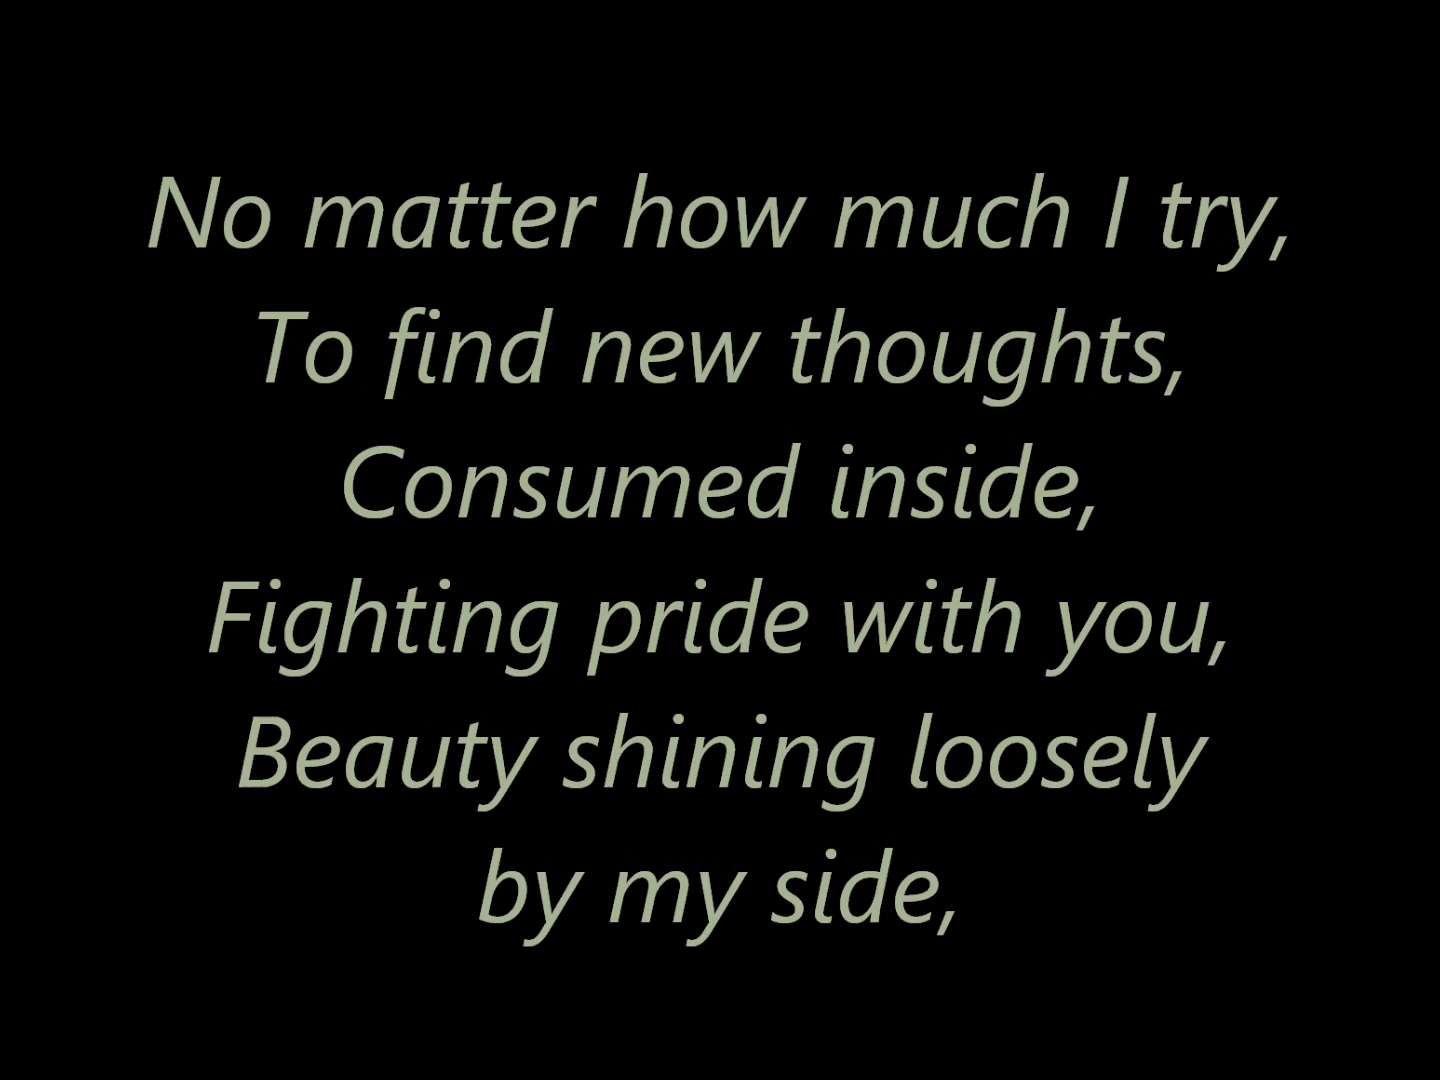 No matter how much I try,
To find new thoughts,
Consumed inside,
Fighting pride with you,
Beauty shining loosely
by my side,